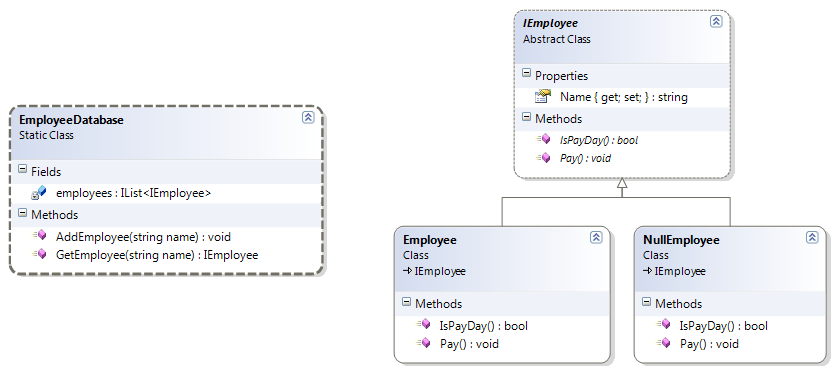 EmployeeDatabase
Static Class
Fields
employees : IList<IEmployee>
Methods
AddEmployee(string name) : void
GetEmployee(string name) : IEmployee
IEmployee
Abstract Class
Properties
Name { get; set; } : string
Methods
IsPayDay() : bool
Pay() : void
Employee
Class
IEmployee
Methods
IsPayDay() : bool
Pay() : void
NullEmployee
Class
IEmployee
Methods
IsPayDay() : bool
Pay() : void